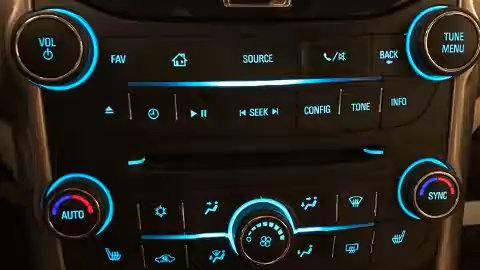 VOL
FAV
SOURCE
BACK
TUNE
MENU
SEEK
CONFIG
TONE
INFO
AUTO
SYNC